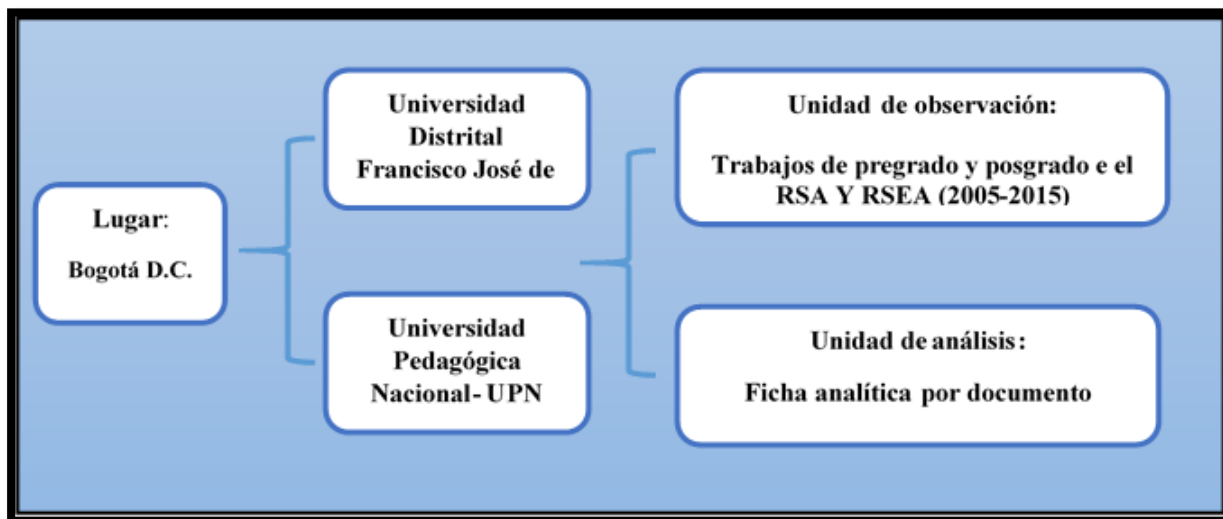 Lugar:
Bogotá D.C.
Universidad
Distrital
Francisco José de
Universidad
Pedagógica
Nacional- UPN
Unidad de observación:
Trabajos de pregrado y posgrado e el
RSA Y RSEA (2005-2015)
Unidad de análisis:
Ficha analítica por documento